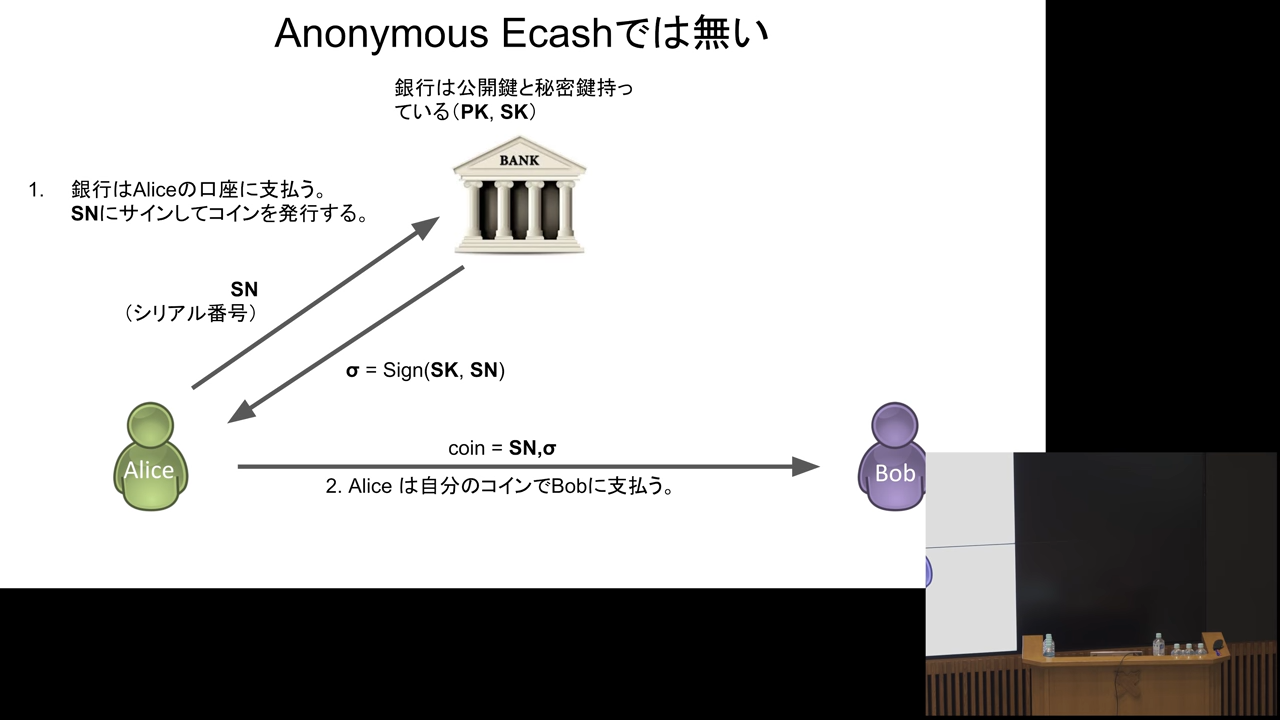 Anonymous Ecashでは無い
銀行は公開鍵と秘密鍵持っ
ている（PK, SK）
BANK
1. 銀行はAliceの口座に支払う。
SNにサインしてコインを発行する。
SN
（シリアル番号）
σ = Sign(SK, SN)
coin = SN,σ
2. Alice は自分のコインでBobに支払う。
Alice
Bob